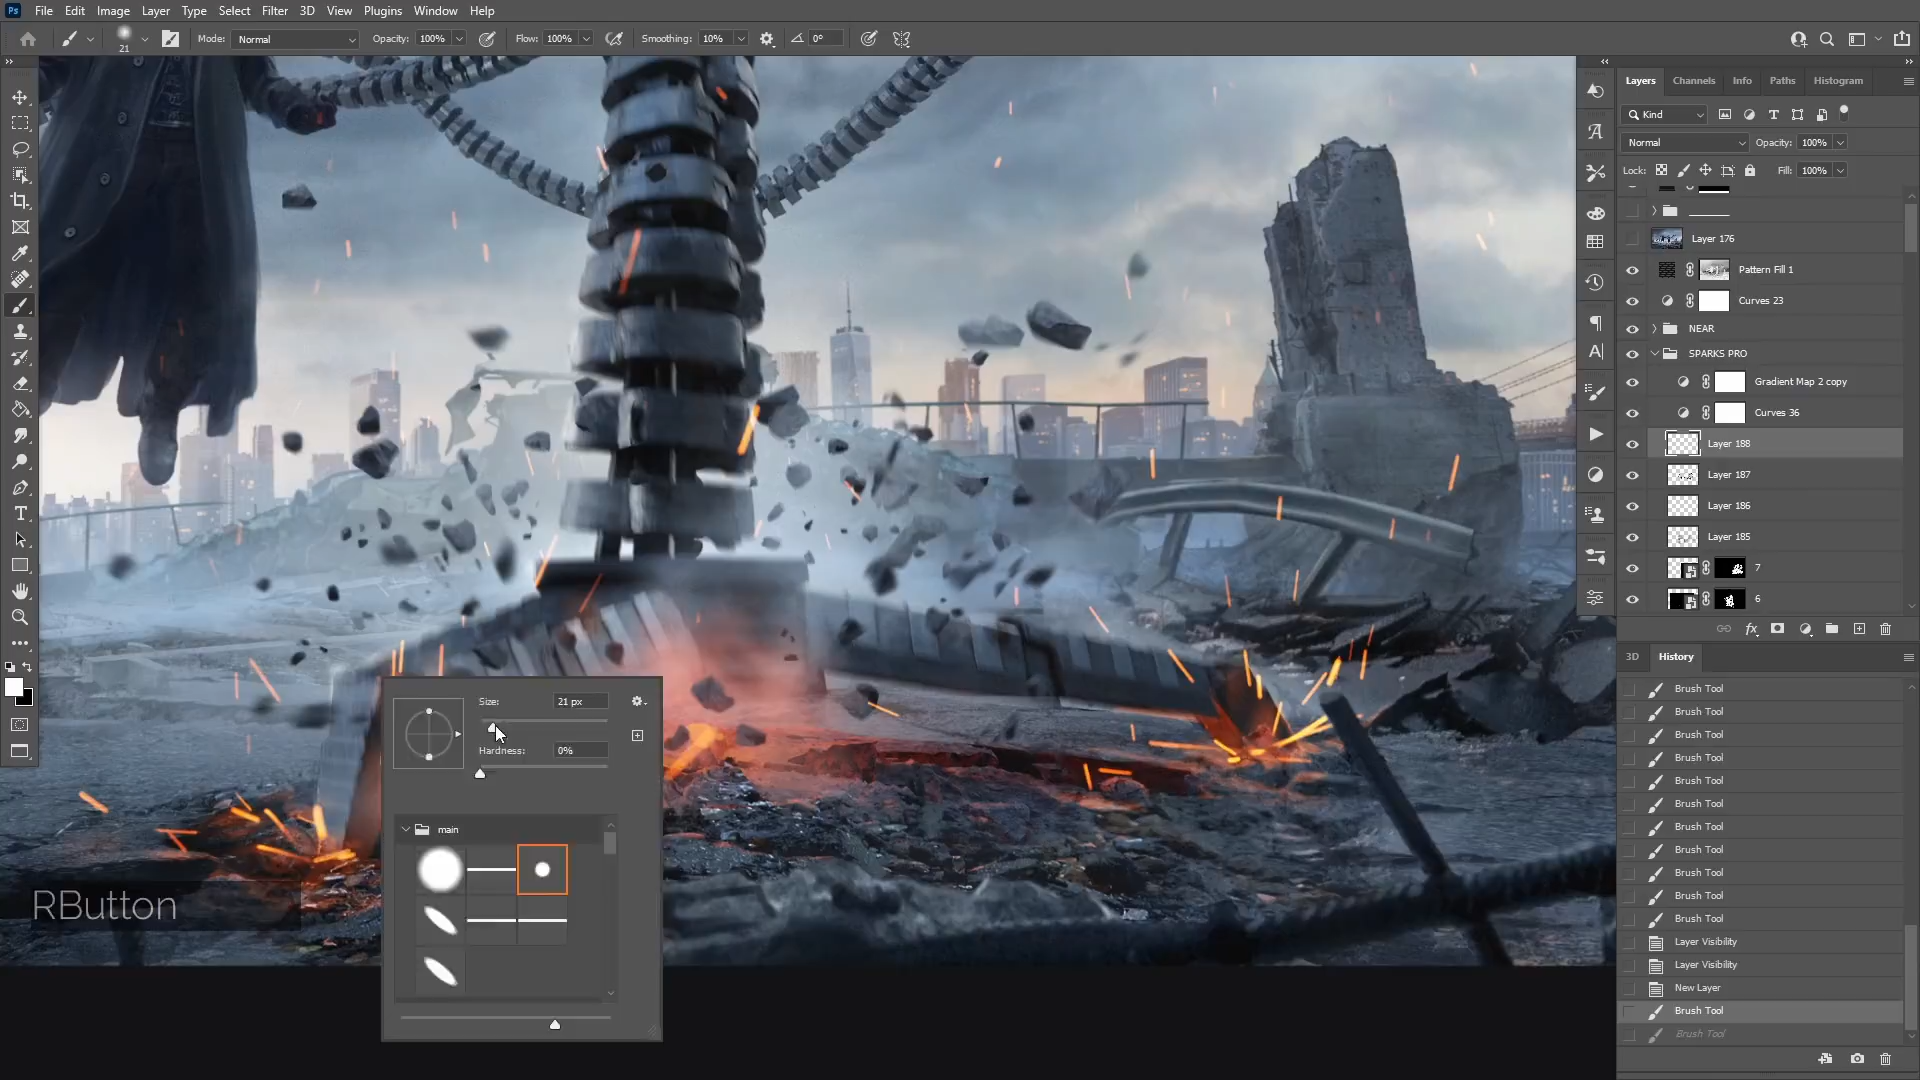 Ps File Edit Image Layer Type Select Filter 3D View Plugins Window Help
21 Mode: Normal Opacity: 100% Flow: 100% Smoothing: 10% 0°
Layers Channels Info Paths Histogram
Kind
Normal Opacity: 100%
Lock: Fill: 100%
Layer 176
Pattern Fill 1
Curves 23
NEAR
SPARKS PRO
Gradient Map 2 copy
Curves 36
Layer 188
Layer 187
Layer 186
Layer 185
7
6
3D History
Brush Tool
Brush Tool
Brush Tool
Brush Tool
Brush Tool
Brush Tool
Brush Tool
Brush Tool
Brush Tool
Brush Tool
Brush Tool
Layer Visibility
Layer Visibility
New Layer
Brush Tool
Brush Tool
Size: 21 px
Hardness: 0%
main
RButton